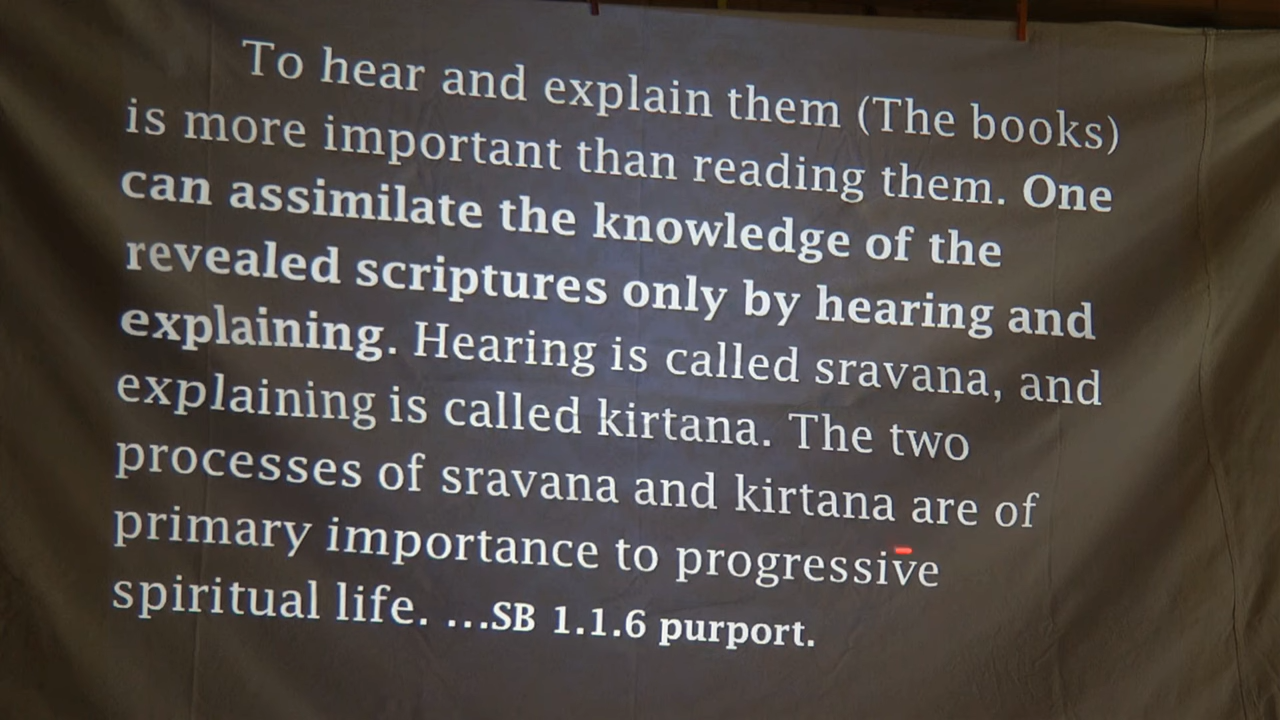 To hear and explain them (The books)
is more important than reading them. One
can assimilate the knowledge of the
revealed scriptures only by hearing and
explaining. Hearing is called sravana, and
explaining is called kirtana. The two
processes of sravana and kirtana are of
primary importance to progressive
spiritual life. ...SB 1.1.6 purport.